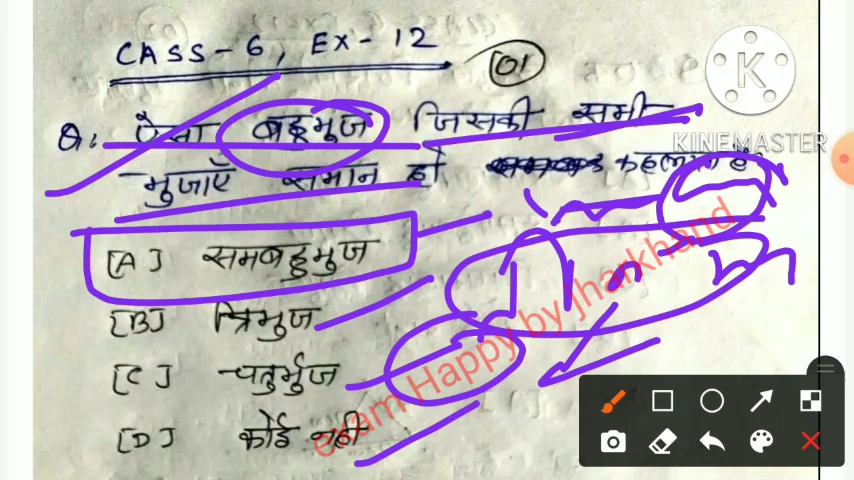 CASS-6, EX-12
01
Q. ऐसा बहुभुज जिसकी सभी
भुजाएँ समान हो कहलाता है
[A] समबहुभुज
[B] त्रिभुज
[C] चतुर्भुज
[D] कोई नही
K
KINEMASTER
exam Happy by jharkhand